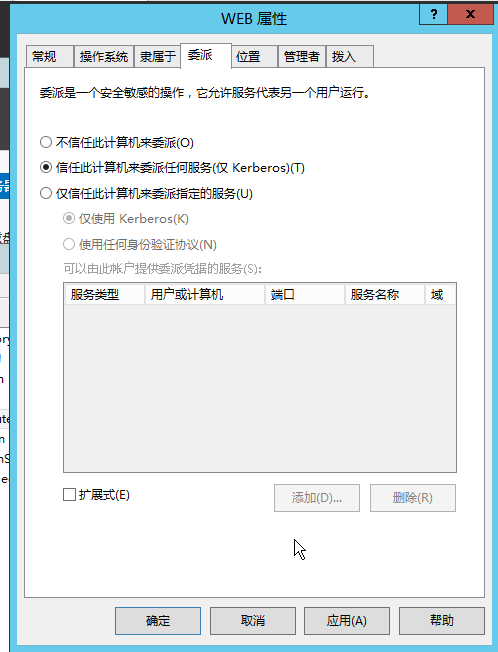 WEB 属性
?
x
常规 操作系统 隶属于 委派 位置 管理者 拨入
委派是一个安全敏感的操作，它允许服务代表另一个用户运行。
不信任此计算机来委派(O)
信任此计算机来委派任何服务(仅 Kerberos)(T)
仅信任此计算机来委派指定的服务(U)
仅使用 Kerberos(K)
使用任何身份验证协议(N)
可以由此帐户提供委派凭据的服务(S):
服务类型 用户或计算机 端口 服务名称 域
扩展式(E)
添加(D)... 删除(R)
确定 取消 应用(A) 帮助